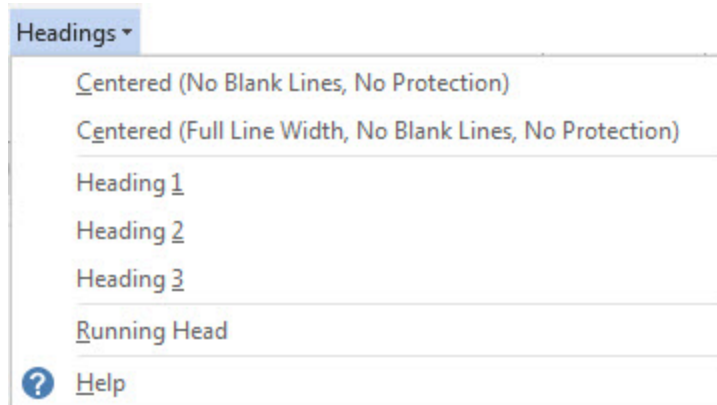 Headings
Centered (No Blank Lines, No Protection)
Centered (Full Line Width, No Blank Lines, No Protection)
Heading 1
Heading 2
Heading 3
Running Head
? Help